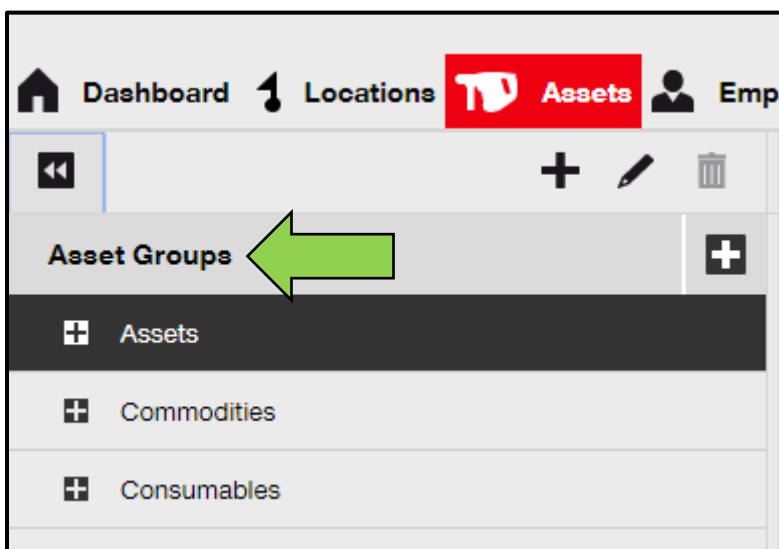 Dashboard Locations Assets Emp
Asset Groups
Assets
Commodities
Consumables